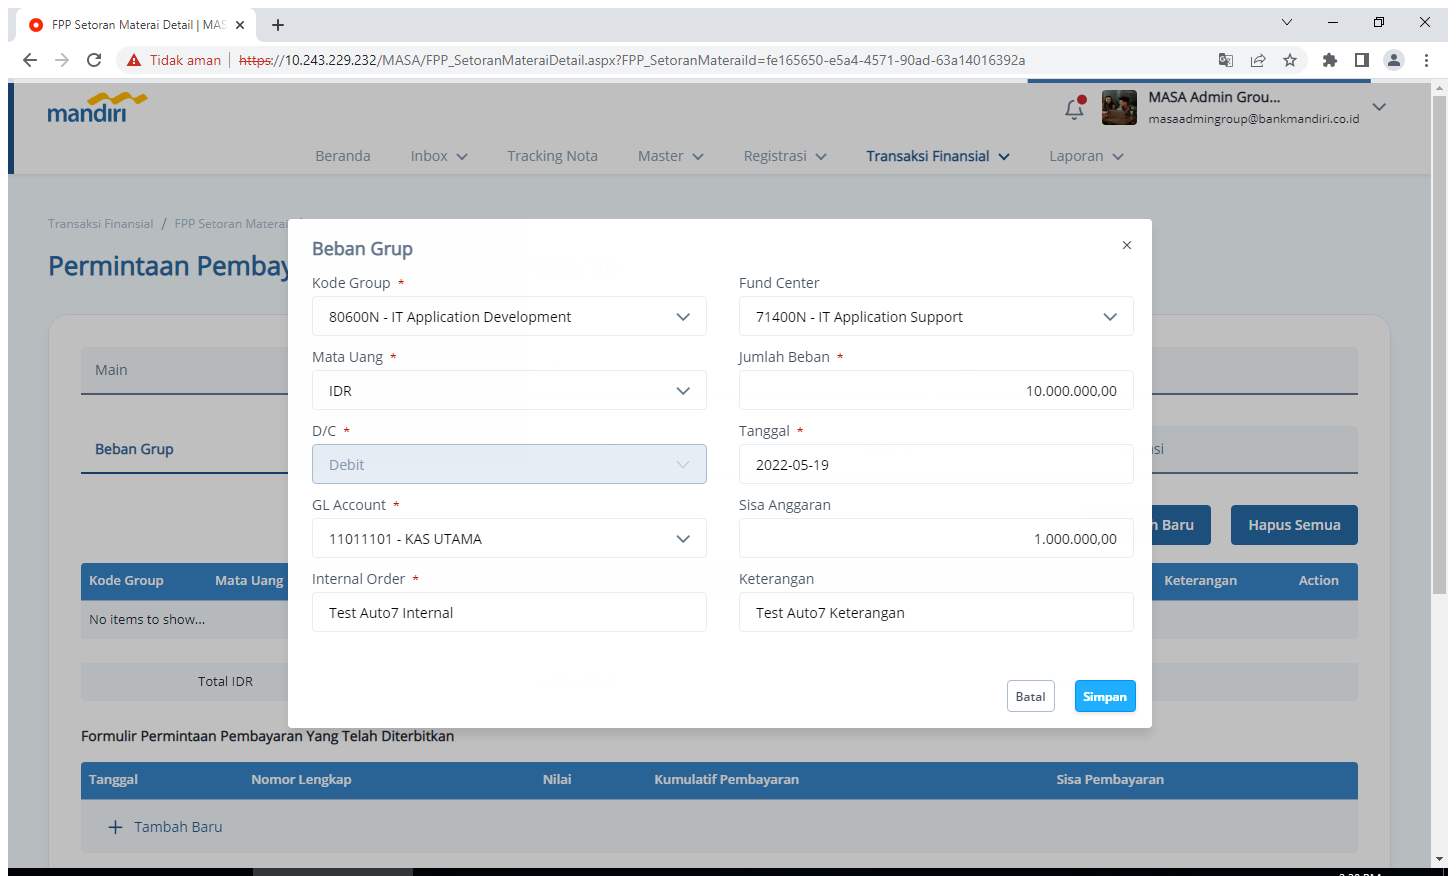 FPP Setoran Materai Detail | MAS
Tidak aman
https://10.243.229.232/MASA/FPP_SetoranMateraiDetail.aspx?FPP_SetoranMateraiId=fe165650-e5a4-4571-90ad-63a14016392a
mandiri
MASA Admin Grou...
masaadmingroup@bankmandiri.co.id
Beranda Inbox Tracking Nota Master Registrasi Transaksi Finansial Laporan
Transaksi Finansial / FPP Setoran Materai
Permintaan Pembay
Beban Grup
Kode Group * Fund Center
80600N - IT Application Development 71400N - IT Application Support
Mata Uang * Jumlah Beban *
IDR 10.000.000,00
D/C * Tanggal *
Debit 2022-05-19
GL Account * Sisa Anggaran
11011101 - KAS UTAMA 1.000.000,00
Internal Order * Keterangan
Test Auto7 Internal Test Auto7 Keterangan
Batal Simpan
Main
Beban Grup si
Baru Hapus Semua
Kode Group Mata Uang Keterangan Action
No items to show...
Total IDR
Formulir Permintaan Pembayaran Yang Telah Diterbitkan
Tanggal Nomor Lengkap Nilai Kumulatif Pembayaran Sisa Pembayaran
+ Tambah Baru